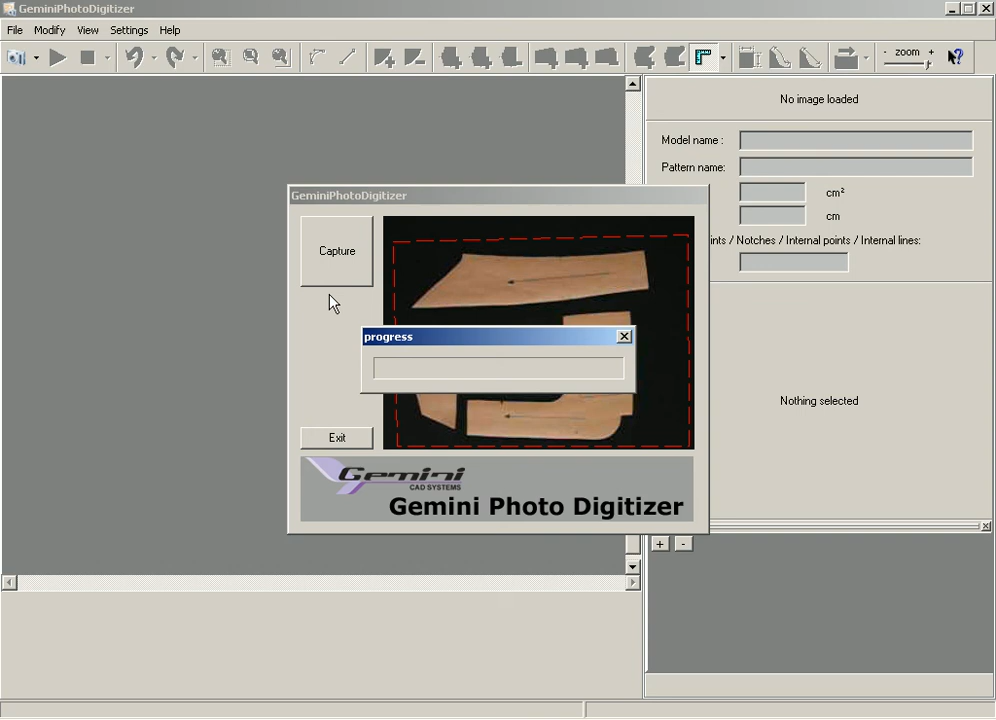 GeminiPhotoDigitizer
File Modify View Settings Help
- zoom +
No image loaded
Model name :
Pattern name:
cm²
cm
ints / Notches / Internal points / Internal lines:
GeminiPhotoDigitizer
Capture
progress
Nothing selected
Exit
Gemini
CAD SYSTEMS
Gemini Photo Digitizer
+ -